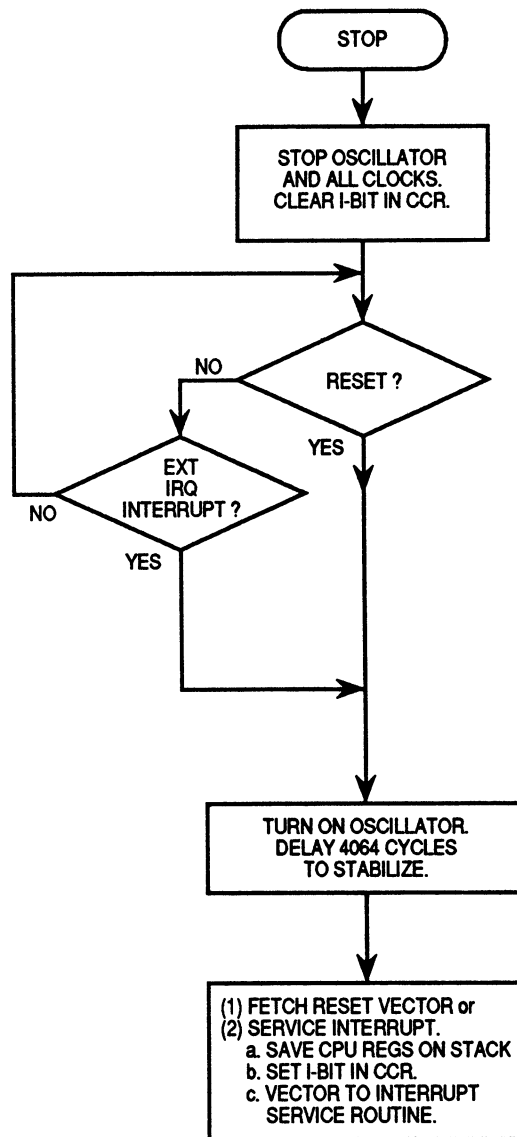 STOP
STOP OSCILLATOR
AND ALL CLOCKS.
CLEAR I-BIT IN CCR.
RESET ?
NO
YES
EXT
IRQ
INTERRUPT ?
NO
YES
TURN ON OSCILLATOR.
DELAY 4064 CYCLES
TO STABILIZE.
(1) FETCH RESET VECTOR or
(2) SERVICE INTERRUPT.
a. SAVE CPU REGS ON STACK
b. SET I-BIT IN CCR.
c. VECTOR TO INTERRUPT
SERVICE ROUTINE.